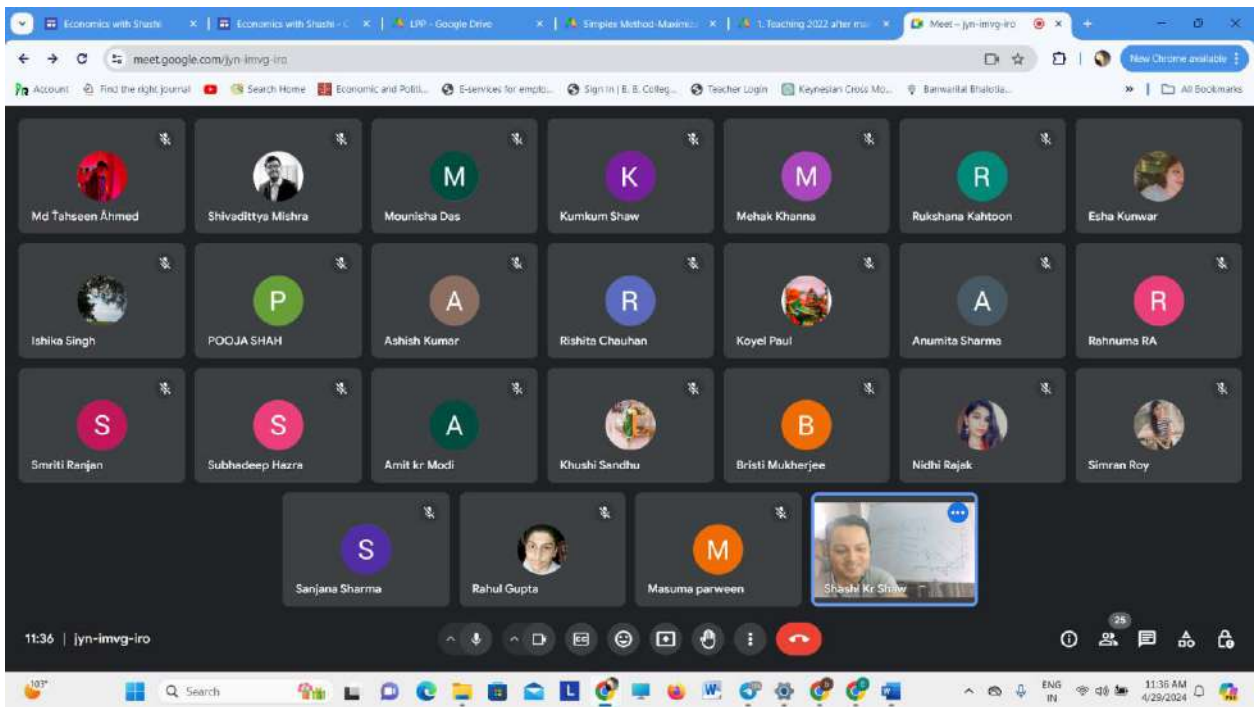 Economics with Shashi
Economics with Shashi - C
LPP - Google Drive
Simplex Method-Maximiz
1. Teaching 2022 after ma
Meet – jyn-imvg-iro
meet.google.com/jyn-imvg-iro
New Chrome available
Account
Find the right journal
Search Home
Economic and Politi...
E-services for emplo...
Sign In | B. B. Colleg...
Teacher Login
Keynesian Cross Mo...
Banwarilal Bhalotia...
»
All Bookmarks
Md Ťahseen Åhmed
Shivadittya Mishra
M
Mounisha Das
K
Kumkum Shaw
M
Mehak Khanna
R
Rukshana Kahtoon
Esha Kunwar
Ishika Singh
P
POOJA SHAH
A
Ashish Kumar
R
Rishita Chauhan
Koyel Paul
A
Anumita Sharma
R
Rahnuma RA
S
Smriti Ranjan
S
Subhadeep Hazra
A
Amit kr Modi
Khushi Sandhu
B
Bristi Mukherjee
Nidhi Rajak
Simran Roy
S
Sanjana Sharma
Rahul Gupta
M
Masuma parween
Shashi Kr Shaw
11:36 | jyn-imvg-iro
25
103°
Search
ENG
IN
11:36 AM
4/29/2024